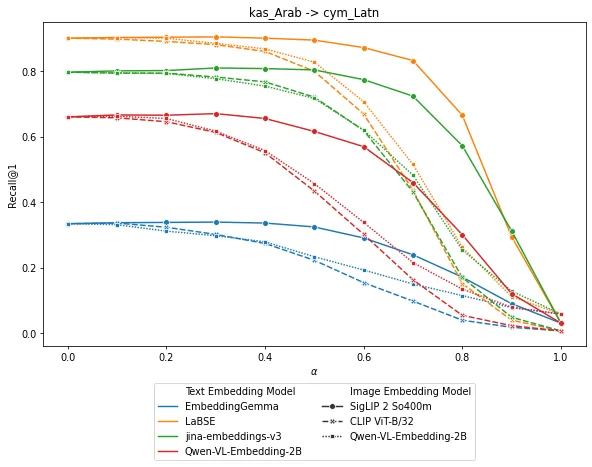 kas_Arab -> cym_Latn
Recall@1
0.8
0.6
0.4
0.2
0.0
0.0 0.2 0.4 0.6 0.8 1.0
α
Text Embedding Model
EmbeddingGemma
LaBSE
jina-embeddings-v3
Qwen-VL-Embedding-2B
Image Embedding Model
SigLIP 2 So400m
CLIP ViT-B/32
Qwen-VL-Embedding-2B